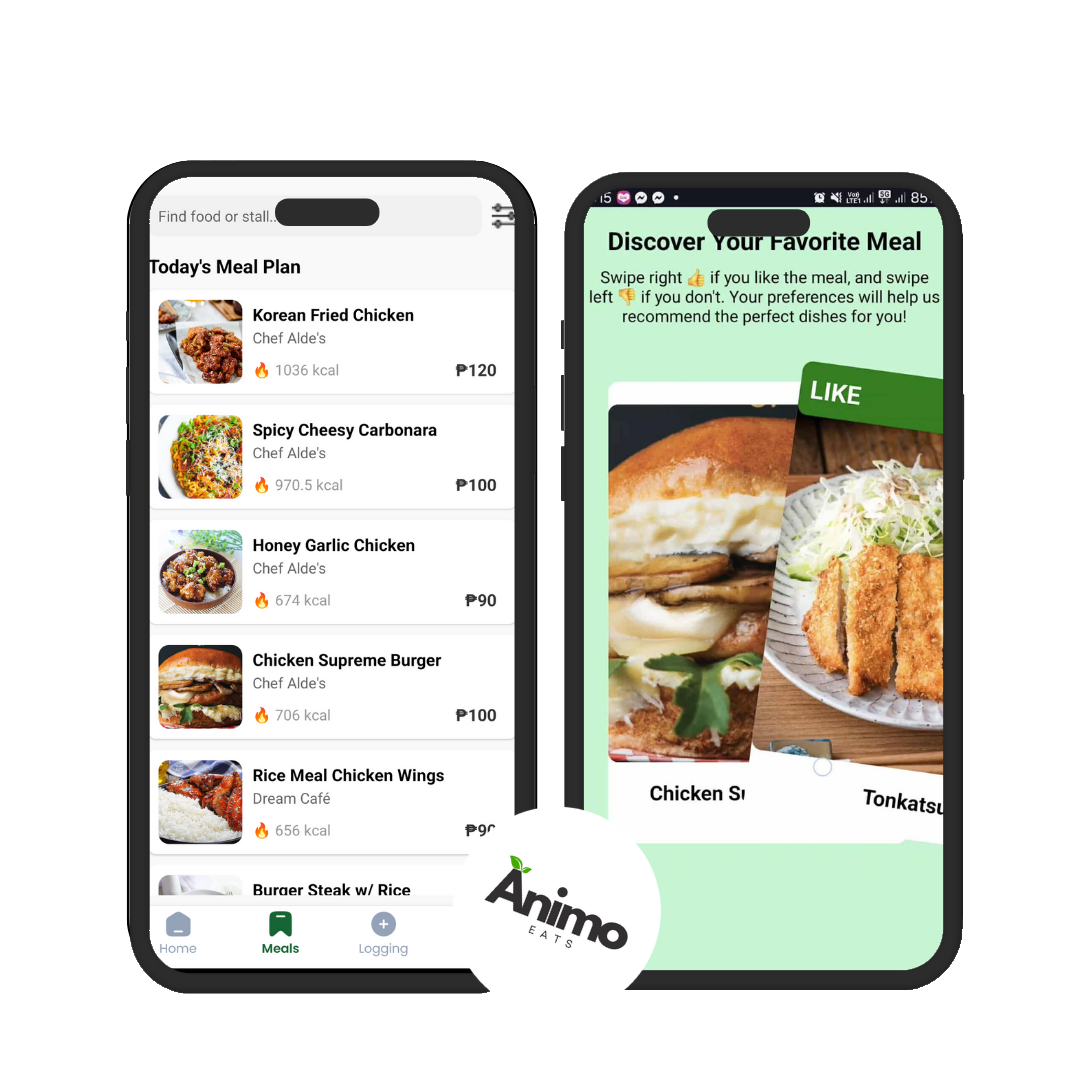 Find food or stall..
Today's Meal Plan
Korean Fried Chicken
Chef Alde's
🔥 1036 kcal
₱120
Spicy Cheesy Carbonara
Chef Alde's
🔥 970.5 kcal
₱100
Honey Garlic Chicken
Chef Alde's
🔥 674 kcal
₱90
Chicken Supreme Burger
Chef Alde's
🔥 706 kcal
₱100
Rice Meal Chicken Wings
Dream Café
🔥 656 kcal
₱90
Burger Steak w/ Rice
Home
Meals
Logging
15
Vo))
LTE1
5G
85
Discover Your Favorite Meal
Swipe right 👍 if you like the meal, and swipe
left 👎 if you don't. Your preferences will help us
recommend the perfect dishes for you!
LIKE
Chicken Su
Tonkatsu
Animo
EATS